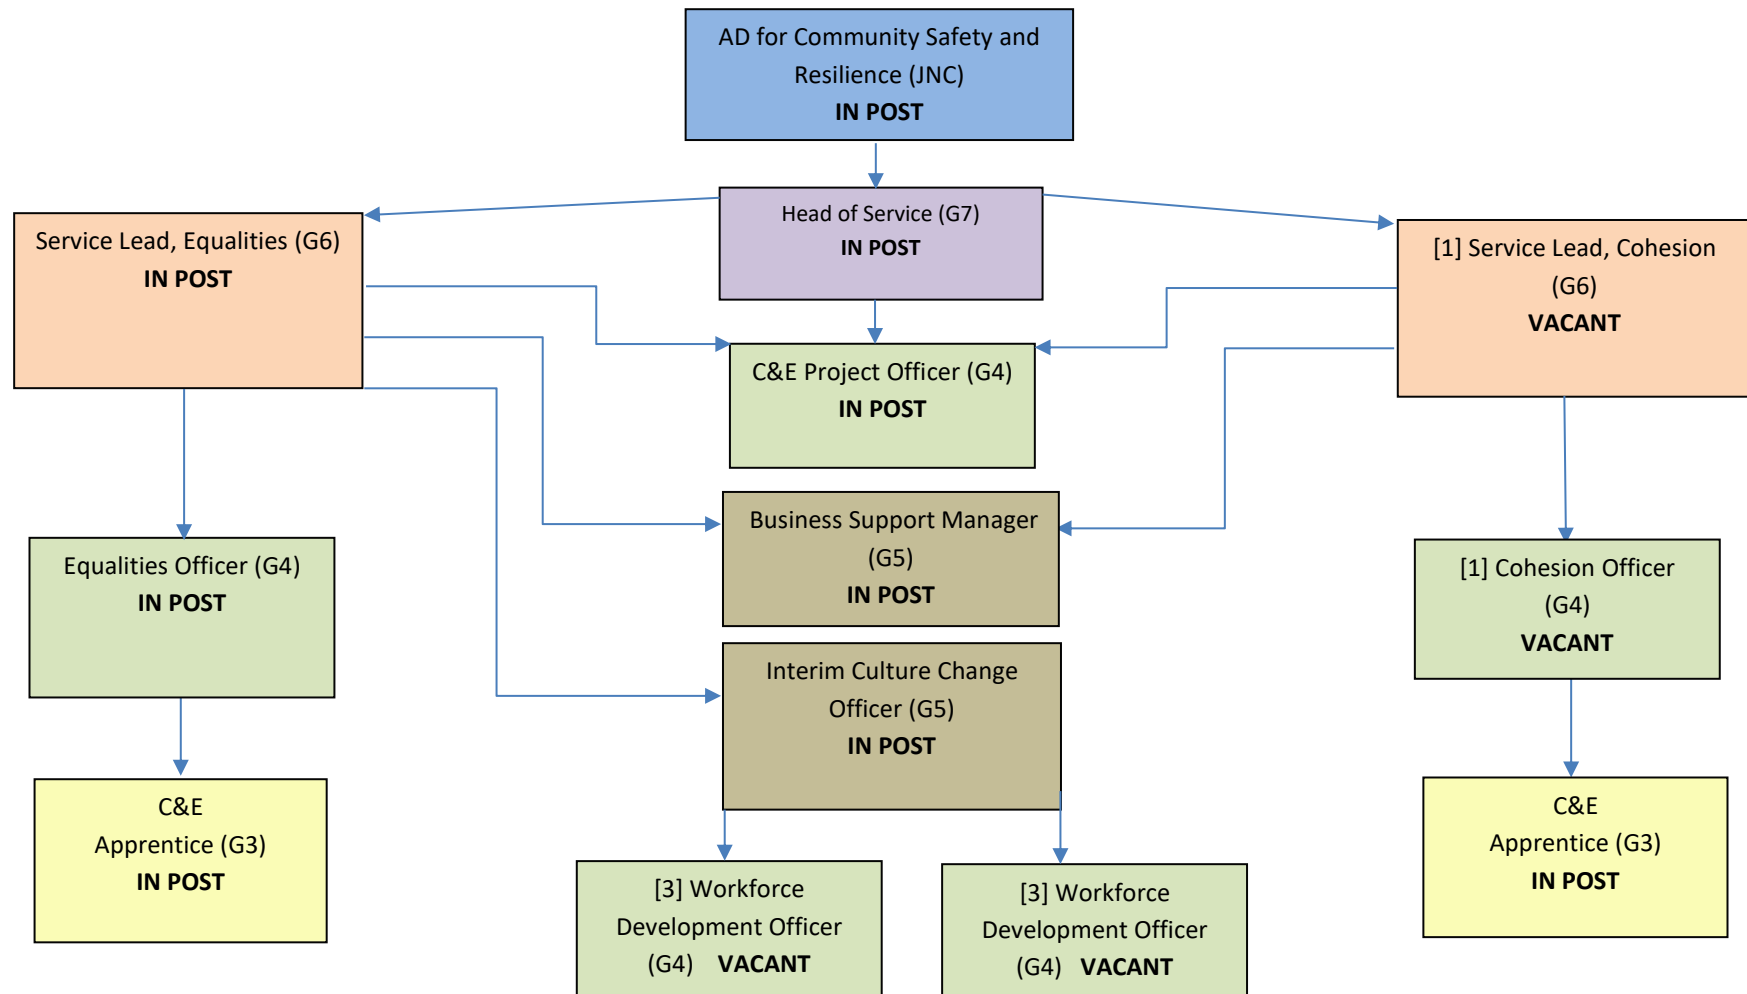 AD for Community Safety and
Resilience (JNC)
IN POST
Head of Service (G7)
IN POST
Service Lead, Equalities (G6)
IN POST
[1] Service Lead, Cohesion
(G6)
VACANT
C&E Project Officer (G4)
IN POST
Business Support Manager
(G5)
IN POST
Equalities Officer (G4)
IN POST
[1] Cohesion Officer
(G4)
VACANT
Interim Culture Change
Officer (G5)
IN POST
C&E
Apprentice (G3)
IN POST
C&E
Apprentice (G3)
IN POST
[3] Workforce
Development Officer
(G4) VACANT
[3] Workforce
Development Officer
(G4) VACANT